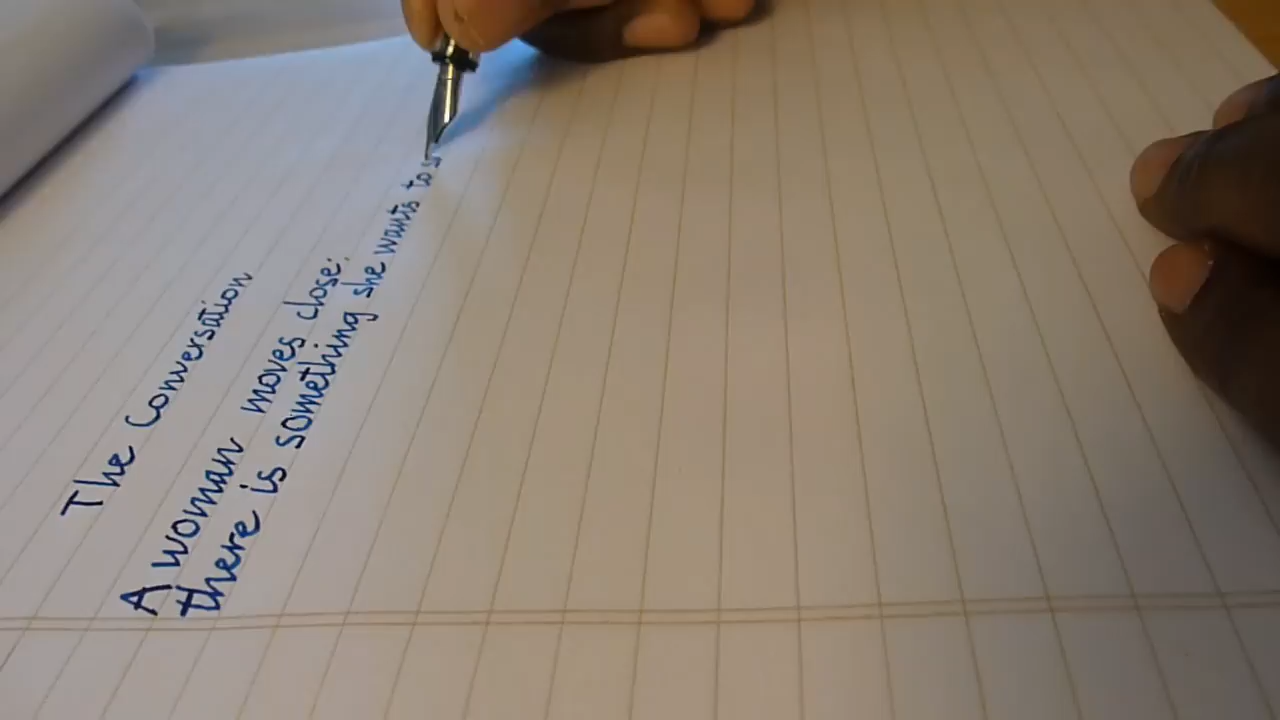 The Conversation
A woman moves close:
there is something she wants to s